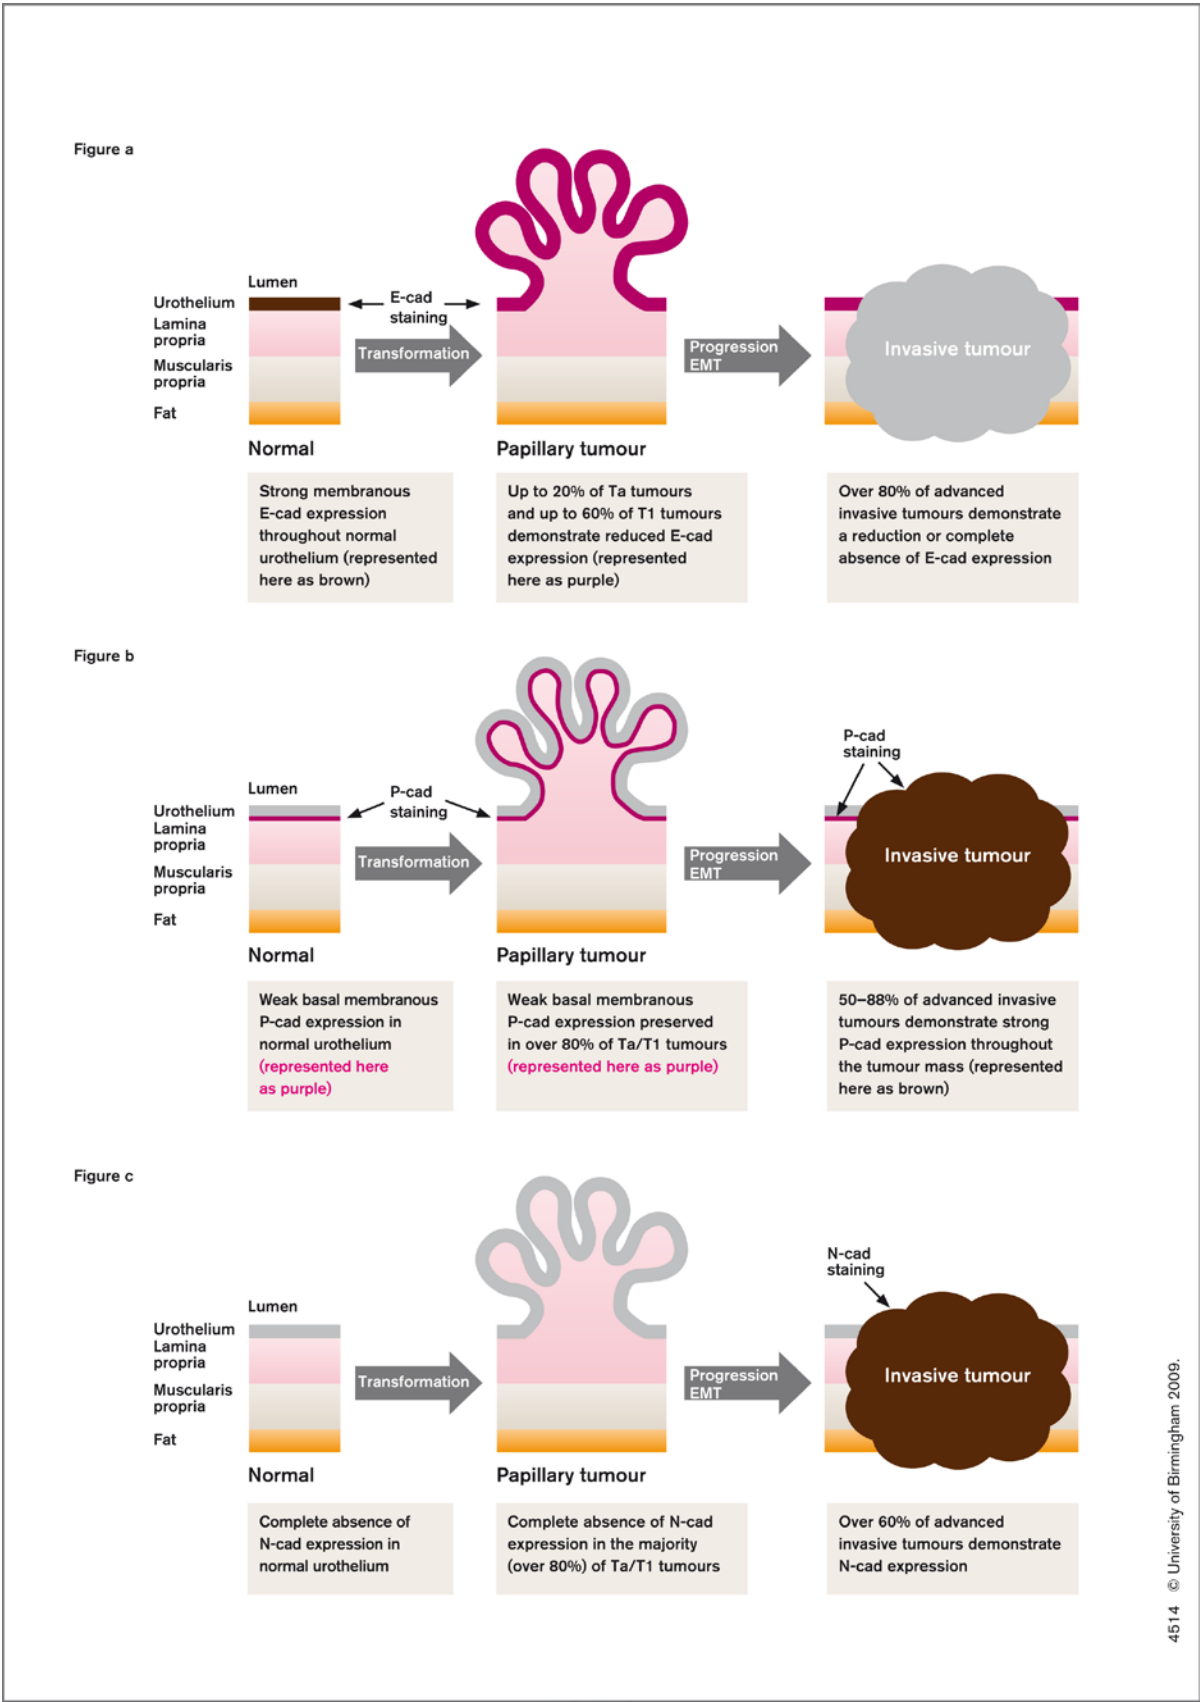 Figure a
Lumen
Urothelium
Lamina
propria
Muscularis
propria
Fat
E-cad
staining
Transformation
Progression
EMT
Invasive tumour
Normal
Papillary tumour
Strong membranous
E-cad expression
throughout normal
urothelium (represented
here as brown)
Up to 20% of Ta tumours
and up to 60% of T1 tumours
demonstrate reduced E-cad
expression (represented
here as purple)
Over 80% of advanced
invasive tumours demonstrate
a reduction or complete
absence of E-cad expression
Figure b
Lumen
Urothelium
Lamina
propria
Muscularis
propria
Fat
P-cad
staining
Transformation
Progression
EMT
P-cad
staining
Invasive tumour
Normal
Papillary tumour
Weak basal membranous
P-cad expression in
normal urothelium
(represented here
as purple)
Weak basal membranous
P-cad expression preserved
in over 80% of Ta/T1 tumours
(represented here as purple)
50–88% of advanced invasive
tumours demonstrate strong
P-cad expression throughout
the tumour mass (represented
here as brown)
Figure c
Lumen
Urothelium
Lamina
propria
Muscularis
propria
Fat
Transformation
Progression
EMT
N-cad
staining
Invasive tumour
Normal
Papillary tumour
Complete absence of
N-cad expression in
normal urothelium
Complete absence of N-cad
expression in the majority
(over 80%) of Ta/T1 tumours
Over 60% of advanced
invasive tumours demonstrate
N-cad expression
4514 © University of Birmingham 2009.